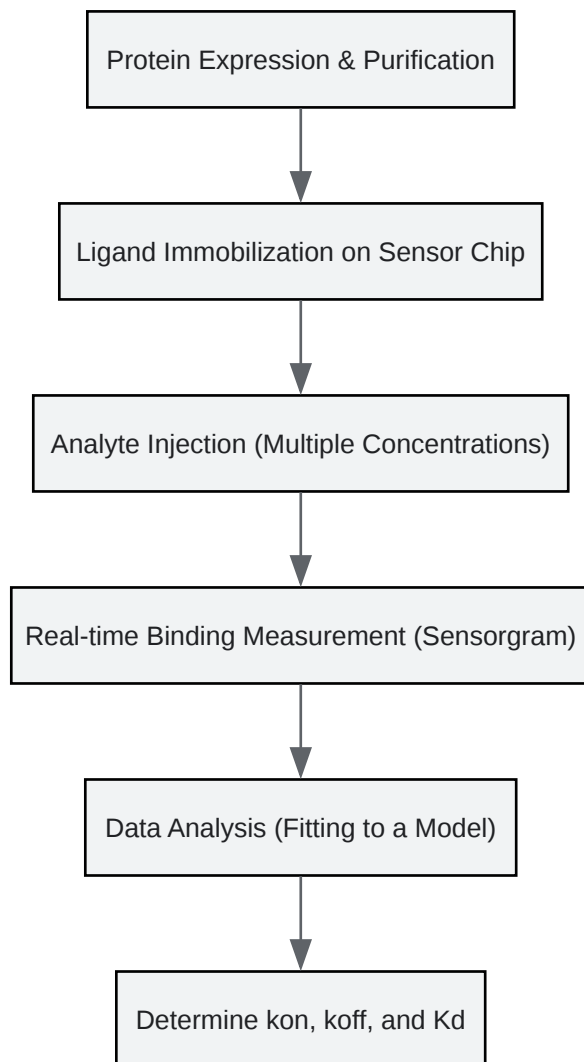 Protein Expression & Purification
Ligand Immobilization on Sensor Chip
Analyte Injection (Multiple Concentrations)
Real-time Binding Measurement (Sensorgram)
Data Analysis (Fitting to a Model)
Determine kon, koff, and Kd